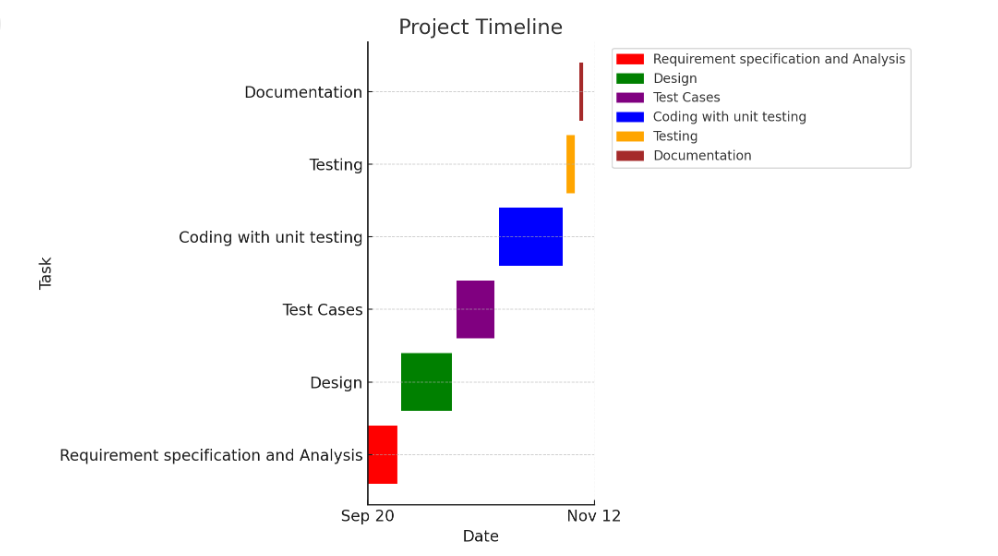 Project Timeline
Requirement specification and Analysis
Design
Test Cases
Coding with unit testing
Testing
Documentation
Documentation
Testing
Coding with unit testing
Test Cases
Design
Requirement specification and Analysis
Task
Sep 20
Nov 12
Date